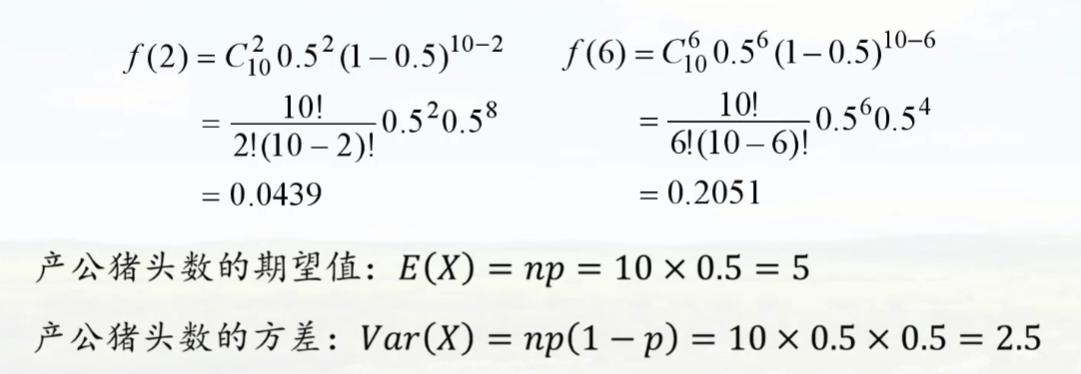 f(2) = C₁₀² 0.5² (1 – 0.5)¹⁰⁻² f(6) = C₁₀⁶ 0.5⁶ (1 – 0.5)¹⁰⁻⁶
= 10! / 2!(10 – 2)! 0.5² 0.5⁸ = 10! / 6!(10 – 6)! 0.5⁶ 0.5⁴
= 0.0439 = 0.2051
产公猪头数的期望值：E(X) = np = 10 × 0.5 = 5
产公猪头数的方差：Var(X) = np(1 − p) = 10 × 0.5 × 0.5 = 2.5